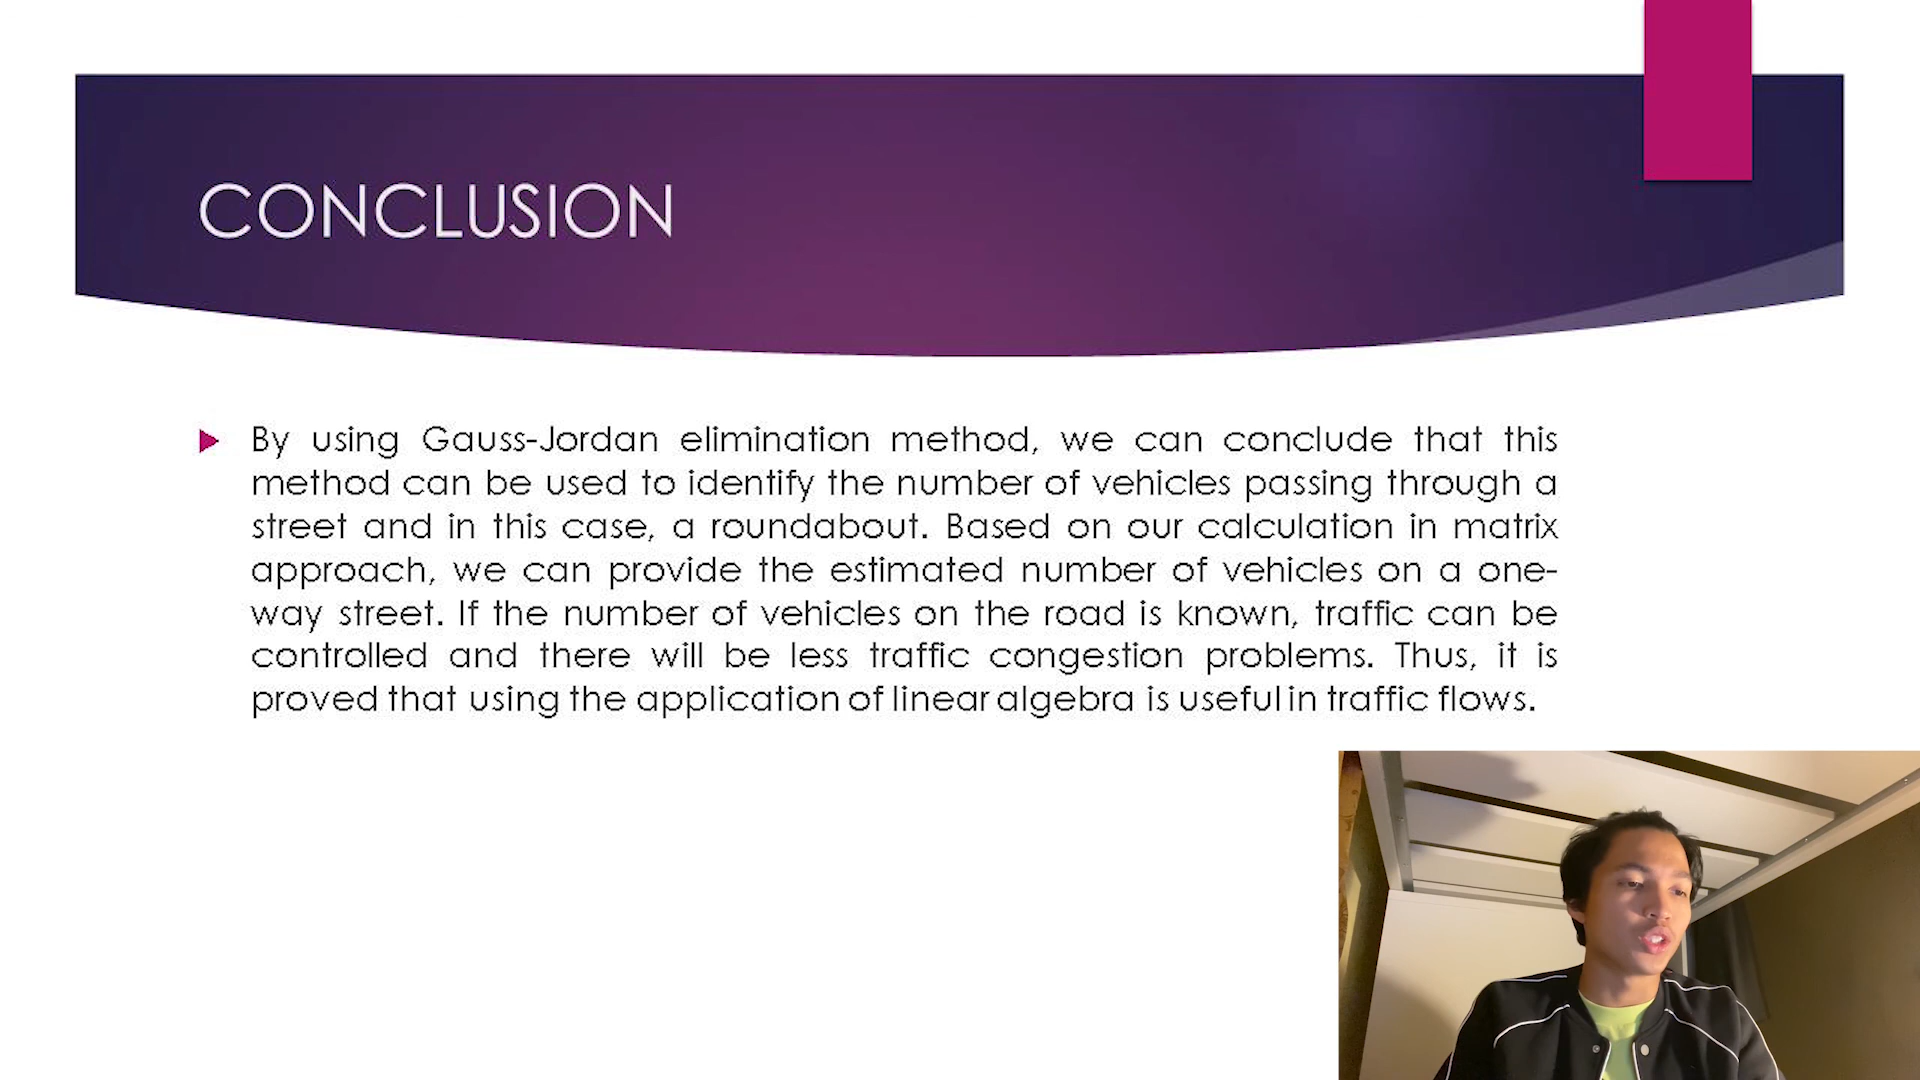 CONCLUSION
By using Gauss-Jordan elimination method, we can conclude that this
method can be used to identify the number of vehicles passing through a
street and in this case, a roundabout. Based on our calculation in matrix
approach, we can provide the estimated number of vehicles on a one-
way street. If the number of vehicles on the road is known, traffic can be
controlled and there will be less traffic congestion problems. Thus, it is
proved that using the application of linear algebra is useful in traffic flows.